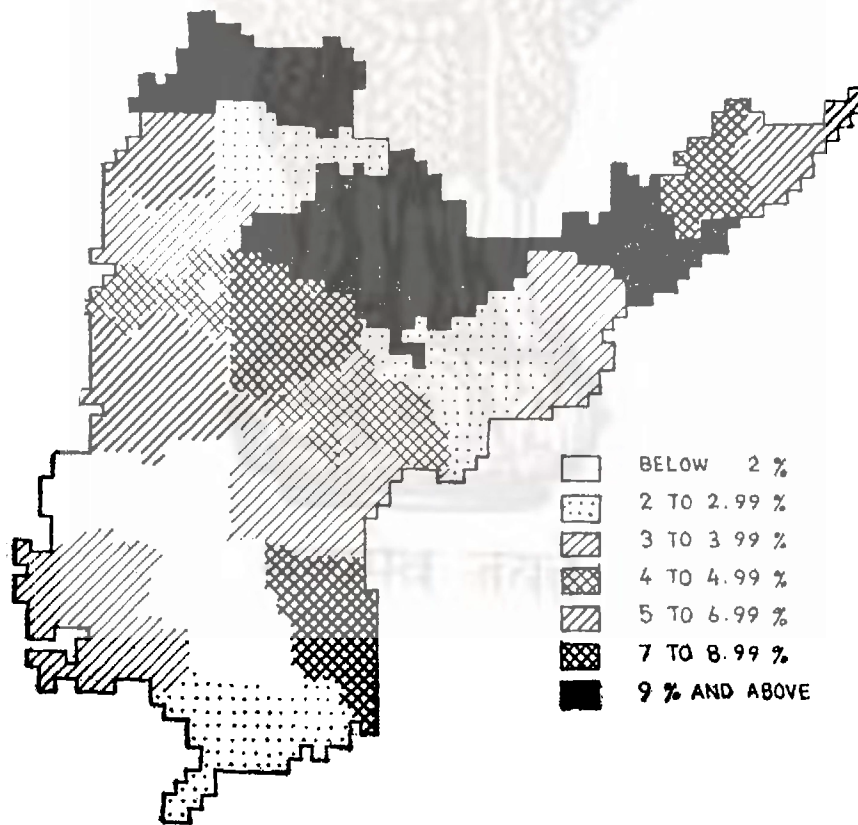 BELOW 2 %
2 TO 2.99 %
3 TO 3.99 %
4 TO 4.99 %
5 TO 6.99 %
7 TO 8.99 %
9 % AND ABOVE